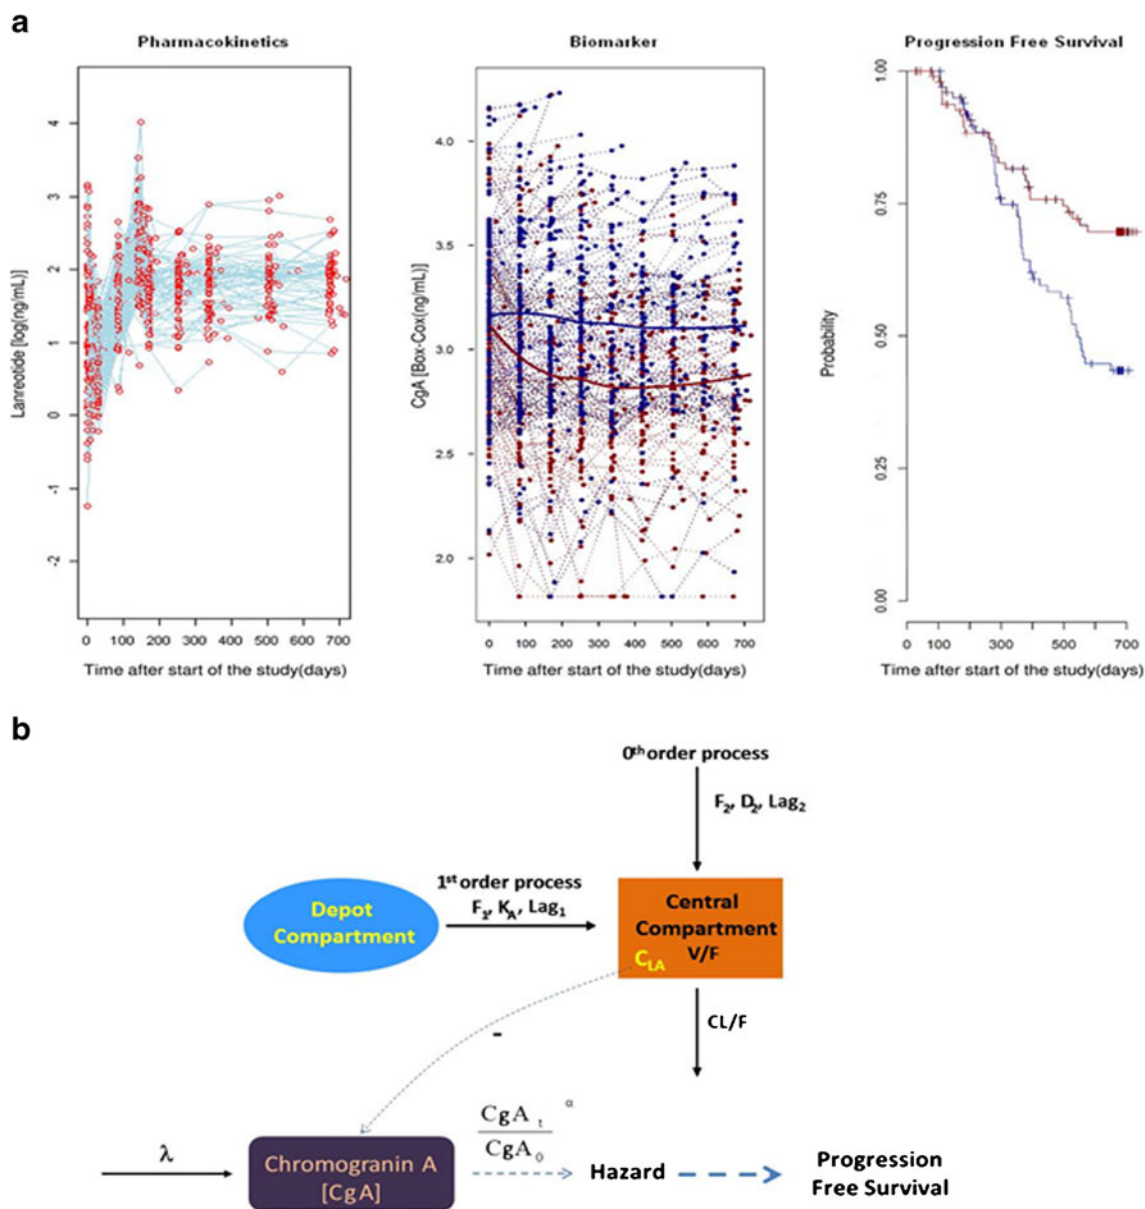 a
Pharmacokinetics
Lanreotide [log(ng/mL)]
4
3
2
1
0
-1
-2
0 100 200 300 400 500 600 700
Time after start of the study(days)
Biomarker
CgA [Box-Cox(ng/mL)]
4.0
3.5
3.0
2.5
2.0
0 100 200 300 400 500 600 700
Time after start of the study(days)
Progression Free Survival
Probability
1.00
0.75
0.50
0.25
0.00
0 100 300 500 700
Time after start of the study(days)
b
0th order process
F2, D2, Lag2
1st order process
F1, KA, Lag1
Depot
Compartment
Central
Compartment
V/F
CLA
CL/F
-
λ
Chromogranin A
[CgA]
CgA t α
CgA 0
Hazard
Progression
Free Survival